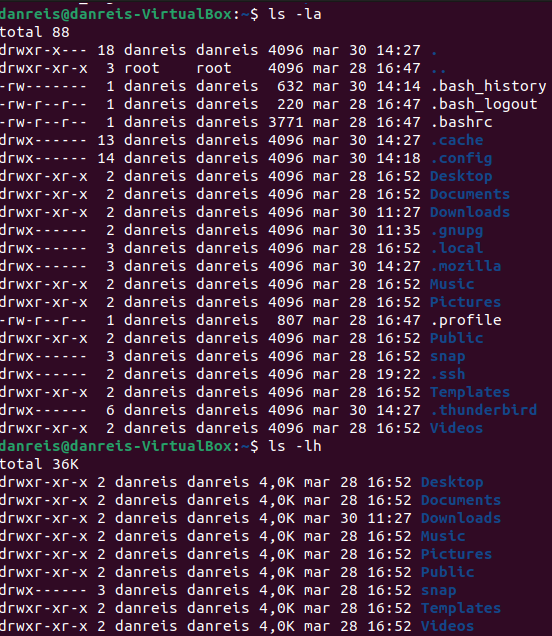 danreis@danreis-VirtualBox:~$ ls -la
total 88
drwxr-x--- 18 danreis danreis 4096 mar 30 14:27 .
drwxr-xr-x  3 root    root    4096 mar 28 16:47 ..
-rw-------  1 danreis danreis  632 mar 30 14:14 .bash_history
-rw-r--r--  1 danreis danreis  220 mar 28 16:47 .bash_logout
-rw-r--r--  1 danreis danreis 3771 mar 28 16:47 .bashrc
drwx------ 13 danreis danreis 4096 mar 30 14:27 .cache
drwx------ 14 danreis danreis 4096 mar 30 14:18 .config
drwxr-xr-x  2 danreis danreis 4096 mar 28 16:52 Desktop
drwxr-xr-x  2 danreis danreis 4096 mar 28 16:52 Documents
drwxr-xr-x  2 danreis danreis 4096 mar 30 11:27 Downloads
drwx------  2 danreis danreis 4096 mar 30 11:35 .gnupg
drwx------  3 danreis danreis 4096 mar 28 16:52 .local
drwx------  3 danreis danreis 4096 mar 30 14:27 .mozilla
drwxr-xr-x  2 danreis danreis 4096 mar 28 16:52 Music
drwxr-xr-x  2 danreis danreis 4096 mar 28 16:52 Pictures
-rw-r--r--  1 danreis danreis  807 mar 28 16:47 .profile
drwxr-xr-x  2 danreis danreis 4096 mar 28 16:52 Public
drwx------  3 danreis danreis 4096 mar 28 16:52 snap
drwx------  2 danreis danreis 4096 mar 28 19:22 .ssh
drwxr-xr-x  2 danreis danreis 4096 mar 28 16:52 Templates
drwx------  6 danreis danreis 4096 mar 30 14:27 .thunderbird
drwxr-xr-x  2 danreis danreis 4096 mar 28 16:52 Videos
danreis@danreis-VirtualBox:~$ ls -lh
total 36K
drwxr-xr-x 2 danreis danreis 4,0K mar 28 16:52 Desktop
drwxr-xr-x 2 danreis danreis 4,0K mar 28 16:52 Documents
drwxr-xr-x 2 danreis danreis 4,0K mar 30 11:27 Downloads
drwxr-xr-x 2 danreis danreis 4,0K mar 28 16:52 Music
drwxr-xr-x 2 danreis danreis 4,0K mar 28 16:52 Pictures
drwxr-xr-x 2 danreis danreis 4,0K mar 28 16:52 Public
drwx------ 3 danreis danreis 4,0K mar 28 16:52 snap
drwxr-xr-x 2 danreis danreis 4,0K mar 28 16:52 Templates
drwxr-xr-x 2 danreis danreis 4,0K mar 28 16:52 Videos